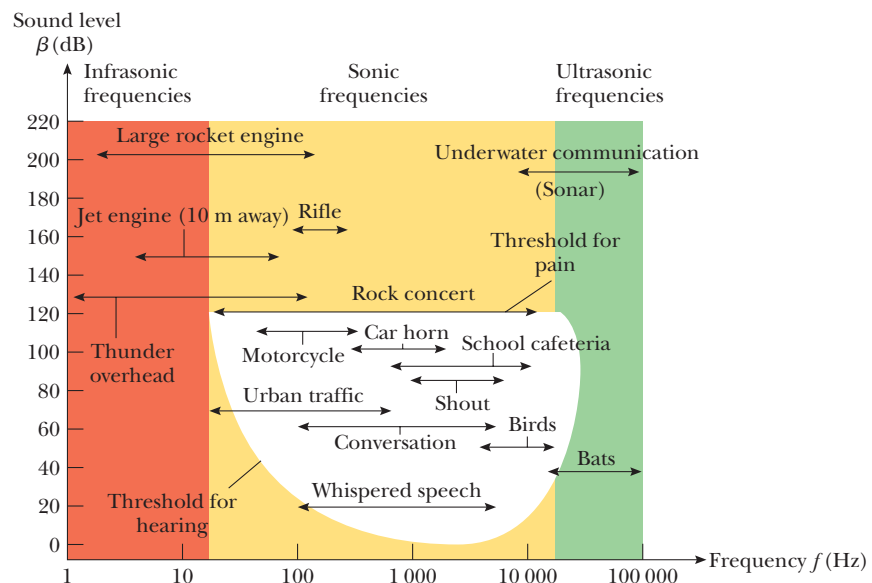 Sound level
β (dB)
Infrasonic
frequencies
Sonic
frequencies
Ultrasonic
frequencies
220
Large rocket engine
200
Underwater communication
(Sonar)
180
Jet engine (10 m away)
Rifle
160
Threshold for
pain
140
Rock concert
120
Car horn
Motorcycle
School cafeteria
Thunder
overhead
100
Shout
80
Urban traffic
Birds
60
Conversation
Bats
40
Whispered speech
Threshold for
hearing
20
0
1
10
100
1 000
10 000
100 000
Frequency f (Hz)